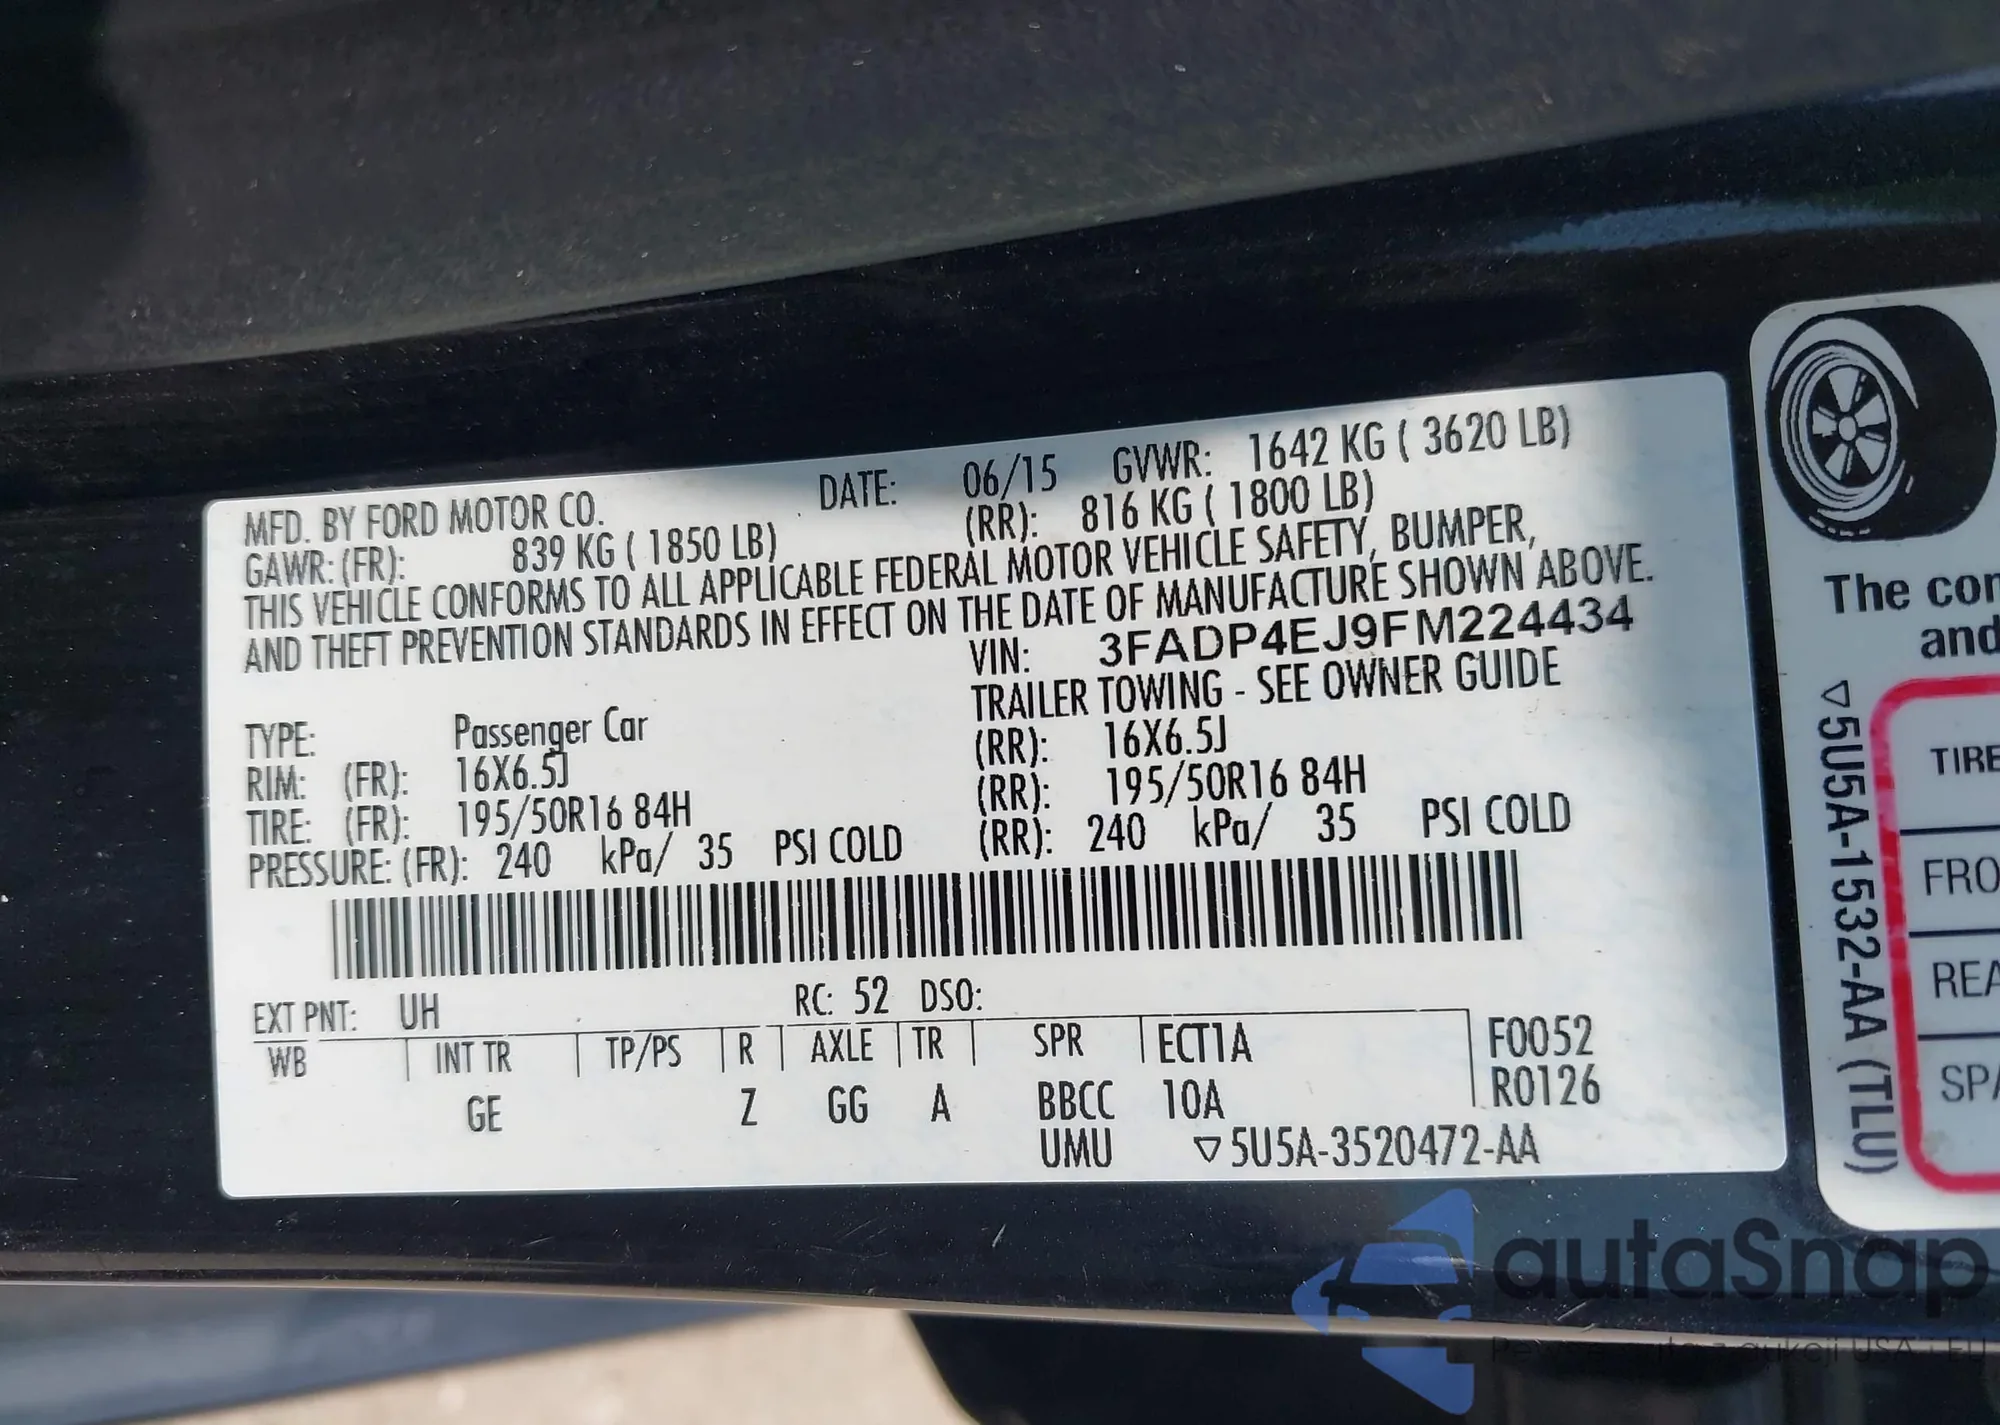 MFD. BY FORD MOTOR CO. DATE: 06/15 GVWR: 1642 KG ( 3620 LB)
GAWR: (FR): 839 KG ( 1850 LB) (RR): 816 KG ( 1800 LB)
THIS VEHICLE CONFORMS TO ALL APPLICABLE FEDERAL MOTOR VEHICLE SAFETY, BUMPER,
AND THEFT PREVENTION STANDARDS IN EFFECT ON THE DATE OF MANUFACTURE SHOWN ABOVE.
VIN: 3FADP4EJ9FM224434
TRAILER TOWING - SEE OWNER GUIDE
TYPE: Passenger Car
RIM: (FR): 16X6.5J (RR): 16X6.5J
TIRE: (FR): 195/50R16 84H (RR): 195/50R16 84H
PRESSURE: (FR): 240 kPa/ 35 PSI COLD (RR): 240 kPa/ 35 PSI COLD
EXT PNT: UH RC: 52 DSO:
WB INT TR TP/PS R AXLE TR SPR ECT1A F0052
GE Z GG A BBCC 10A R0126
UMU ▽5U5A-3520472-AA
The con
and
▽5U5A-1532-AA (TLU)
TIRE
FRO
REA
SPA
autaSnap